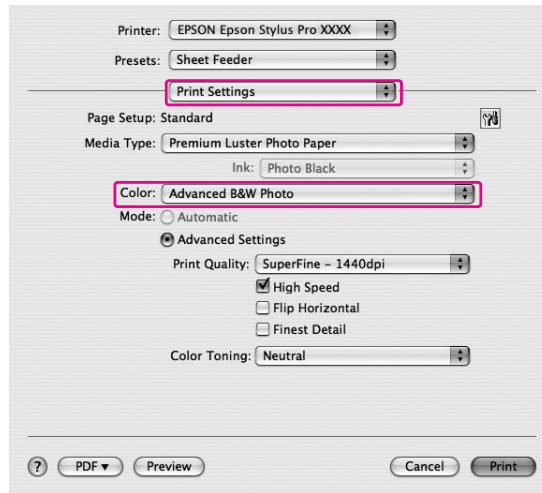 Printer: EPSON Epson Stylus Pro XXXX
Presets: Sheet Feeder
Print Settings
Page Setup: Standard
Media Type: Premium Luster Photo Paper
Ink: Photo Black
Color: Advanced B&W Photo
Mode: Automatic
Advanced Settings
Print Quality: SuperFine – 1440dpi
High Speed
Flip Horizontal
Finest Detail
Color Toning: Neutral
? PDF ▼ Preview Cancel Print